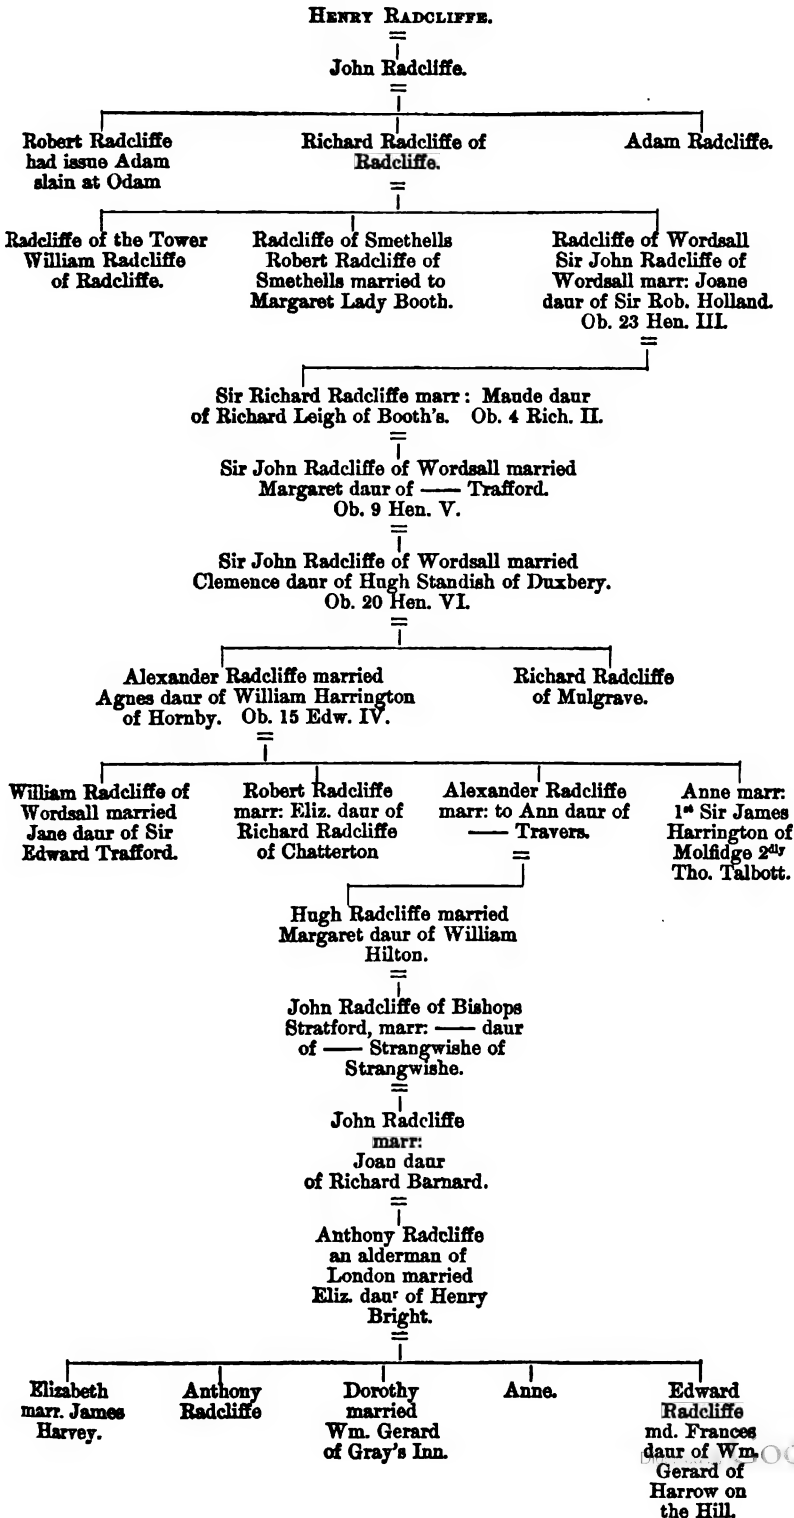 HENRY RADCLIFFE.
=
John Radcliffe.
=
Robert Radcliffe
had issue Adam
slain at Odam
Richard Radcliffe of
Radcliffe.
Adam Radcliffe.
=
Radcliffe of the Tower
William Radcliffe
of Radcliffe.
Radcliffe of Smethells
Robert Radcliffe of
Smethells married to
Margaret Lady Booth.
Radcliffe of Wordsall
Sir John Radcliffe of
Wordsall marr: Joane
daur of Sir Rob. Holland.
Ob. 23 Hen. III.
=
Sir Richard Radcliffe marr: Maude daur
of Richard Leigh of Booth's. Ob. 4 Rich. II.
=
Sir John Radcliffe of Wordsall married
Margaret daur of —— Trafford.
Ob. 9 Hen. V.
=
Sir John Radcliffe of Wordsall married
Clemence daur of Hugh Standish of Duxbery.
Ob. 20 Hen. VI.
=
Alexander Radcliffe married
Agnes daur of William Harrington
of Hornby. Ob. 15 Edw. IV.
Richard Radcliffe
of Mulgrave.
=
William Radcliffe of
Wordsall married
Jane daur of Sir
Edward Trafford.
Robert Radcliffe
marr: Eliz. daur of
Richard Radcliffe
of Chatterton
Alexander Radcliffe
marr: to Ann daur of
—— Travers.
=
Anne marr:
1st Sir James
Harrington of
Molfidge 2dly
Tho. Talbott.
Hugh Radcliffe married
Margaret daur of William
Hilton.
=
John Radcliffe of Bishops
Stratford, marr: —— daur
of —— Strangwishe of
Strangwishe.
=
John Radcliffe
marr:
Joan daur
of Richard Barnard.
=
Anthony Radcliffe
an alderman of
London married
Eliz. daur of Henry
Bright.
=
Elizabeth
marr. James
Harvey.
Anthony
Radcliffe
Dorothy
married
Wm. Gerard
of Gray's Inn.
Anne.
Edward
Radcliffe
md. Frances
daur of Wm.
Gerard of
Harrow on
the Hill.